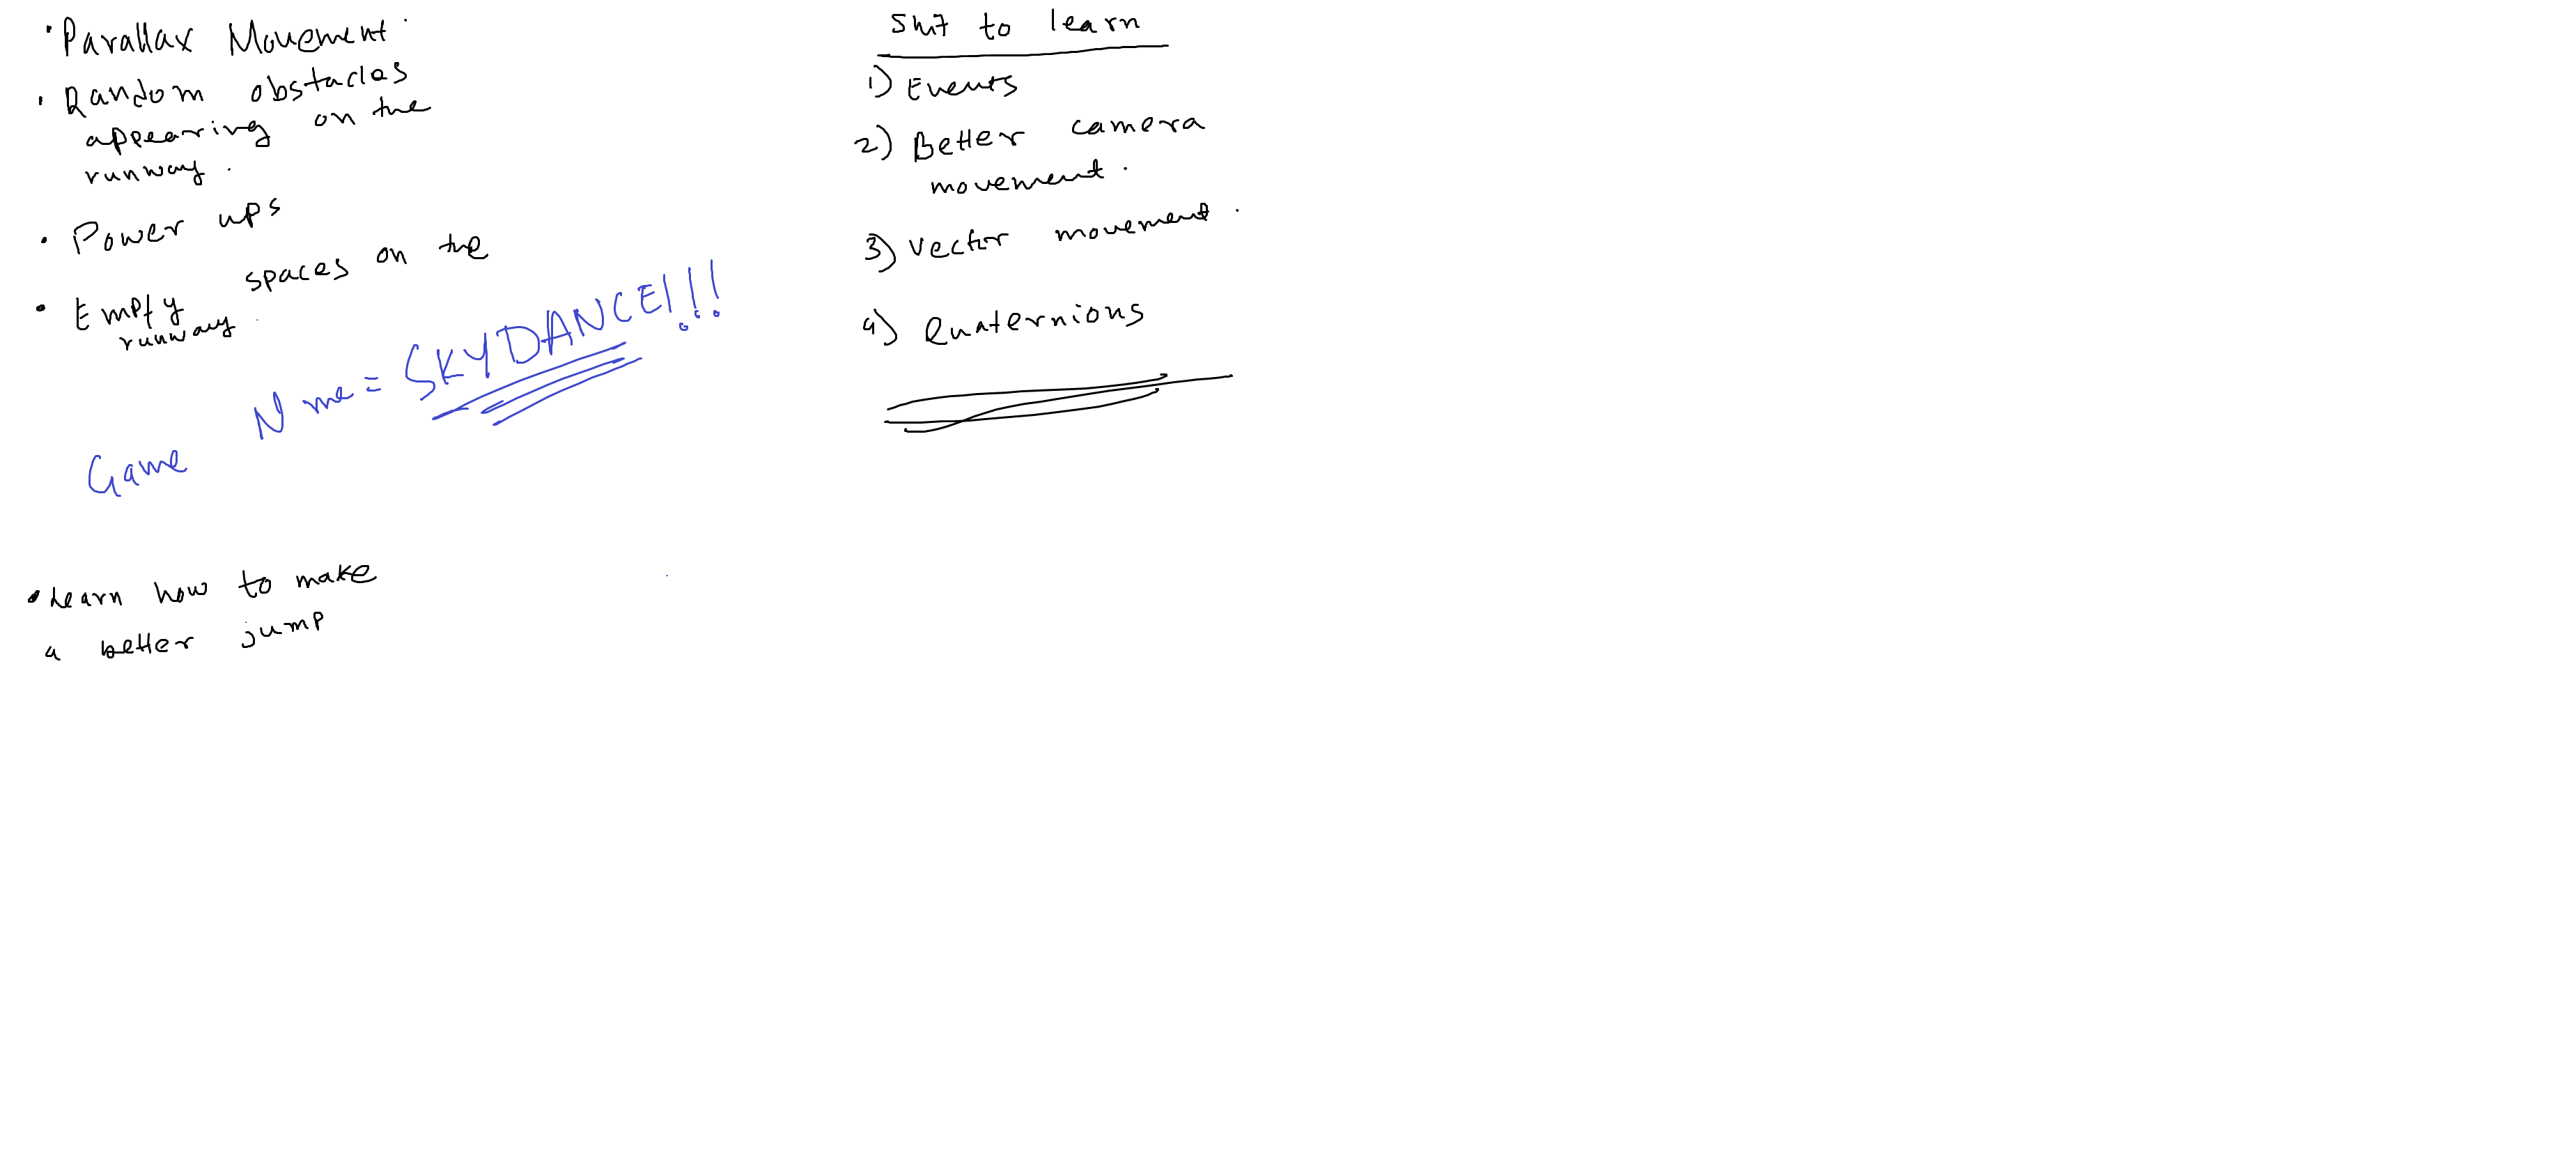 • Parallax Movement.
• Random obstacles
appearing on the
runway.
• Power ups
• Empty spaces on the
runway.
Game Nme = SKYDANCE!!!
• Learn how to make
a better jump
Shit to learn
1) Events
2) Better camera
movement.
3) Vector movement.
4) Quaternions